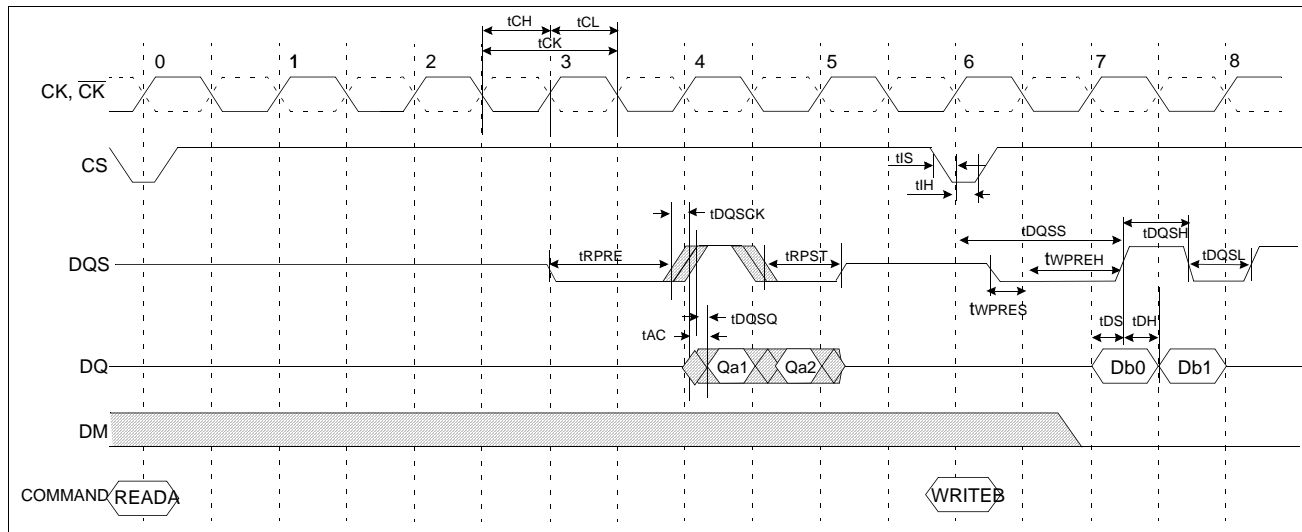 tCH tCL
tCK
0 1 2 3 4 5 6 7 8
CK, CK
CS
tIS
tIH
tDQSCK
tDQSS tDQSH
DQS
tRPRE tRPST tWPREH tDQSL
tWPRES
tDQSQ
tAC
tDS tDH
DQ
Qa1 Qa2 Db0 Db1
DM
COMMAND READA WRITEB